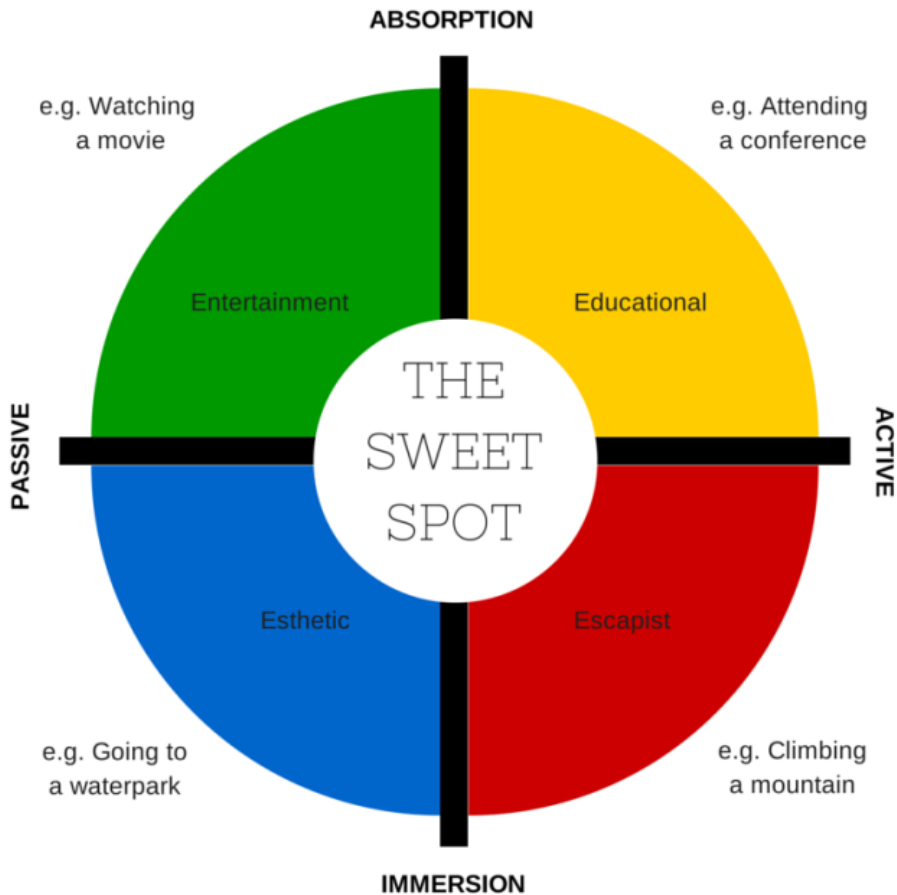 ABSORPTION
e.g. Watching
a movie
e.g. Attending
a conference
Entertainment
Educational
THE
SWEET
SPOT
PASSIVE
ACTIVE
Esthetic
Escapist
e.g. Going to
a waterpark
e.g. Climbing
a mountain
IMMERSION